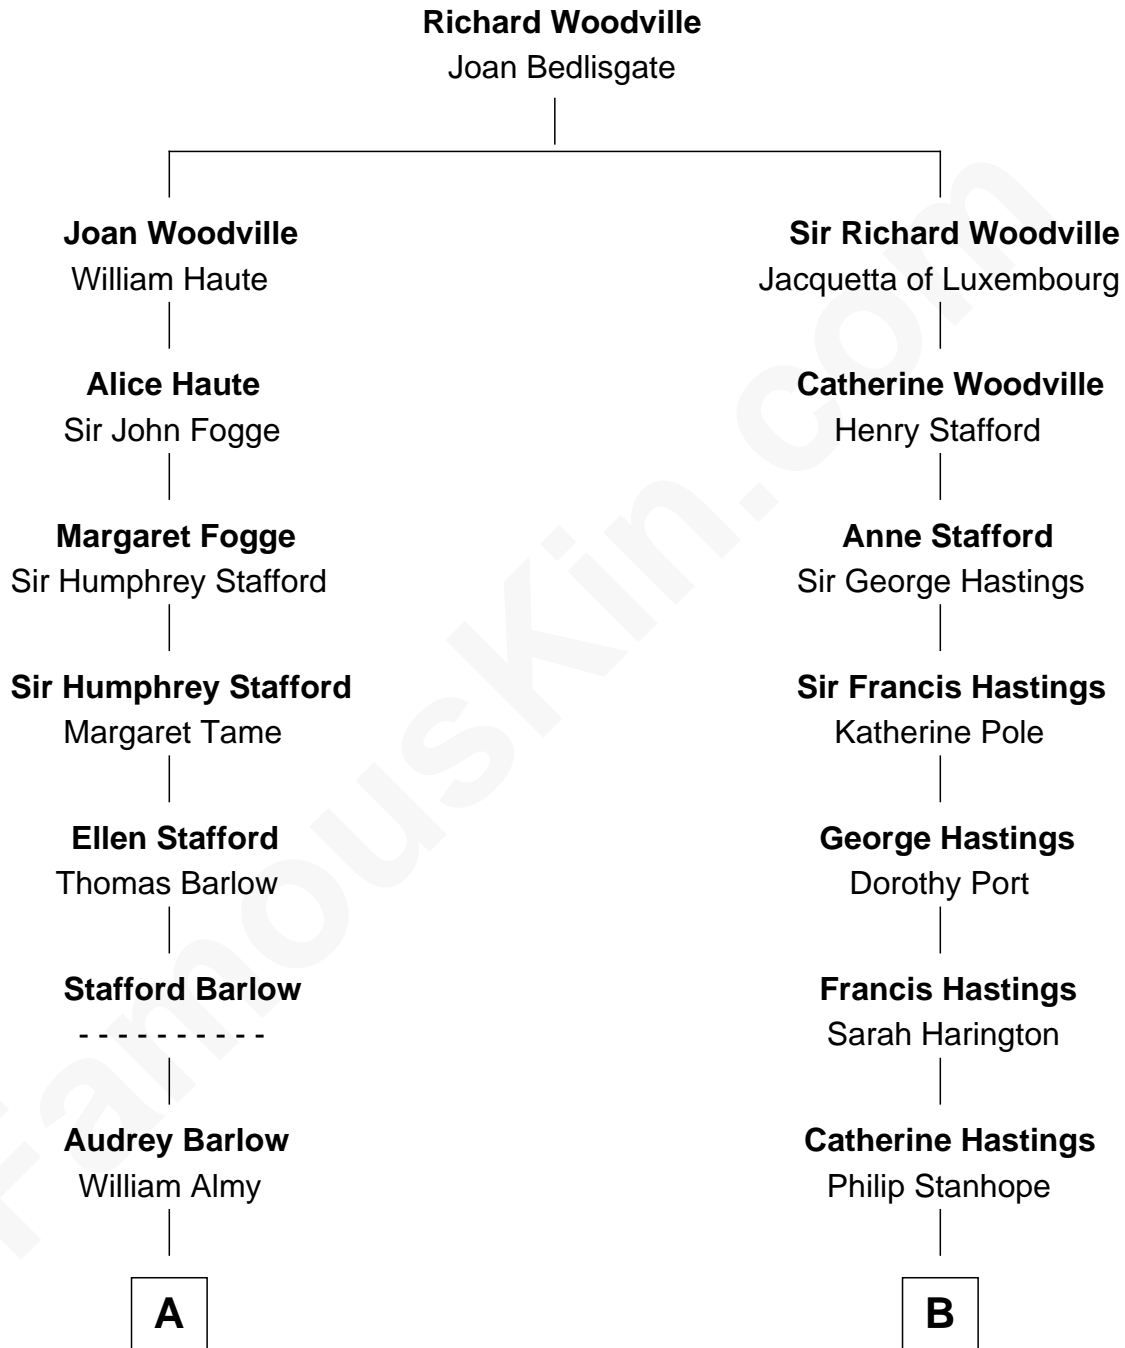 Richard Woodville
Joan Bedlisgate
Joan Woodville
William Haute
Sir Richard Woodville
Jacquetta of Luxembourg
Alice Haute
Sir John Fogge
Catherine Woodville
Henry Stafford
Margaret Fogge
Sir Humphrey Stafford
Anne Stafford
Sir George Hastings
Sir Humphrey Stafford
Margaret Tame
Sir Francis Hastings
Katherine Pole
Ellen Stafford
Thomas Barlow
George Hastings
Dorothy Port
Stafford Barlow
- - - - - - - - - -
Francis Hastings
Sarah Harington
Audrey Barlow
William Almy
Catherine Hastings
Philip Stanhope
A
B
FamousKin.com